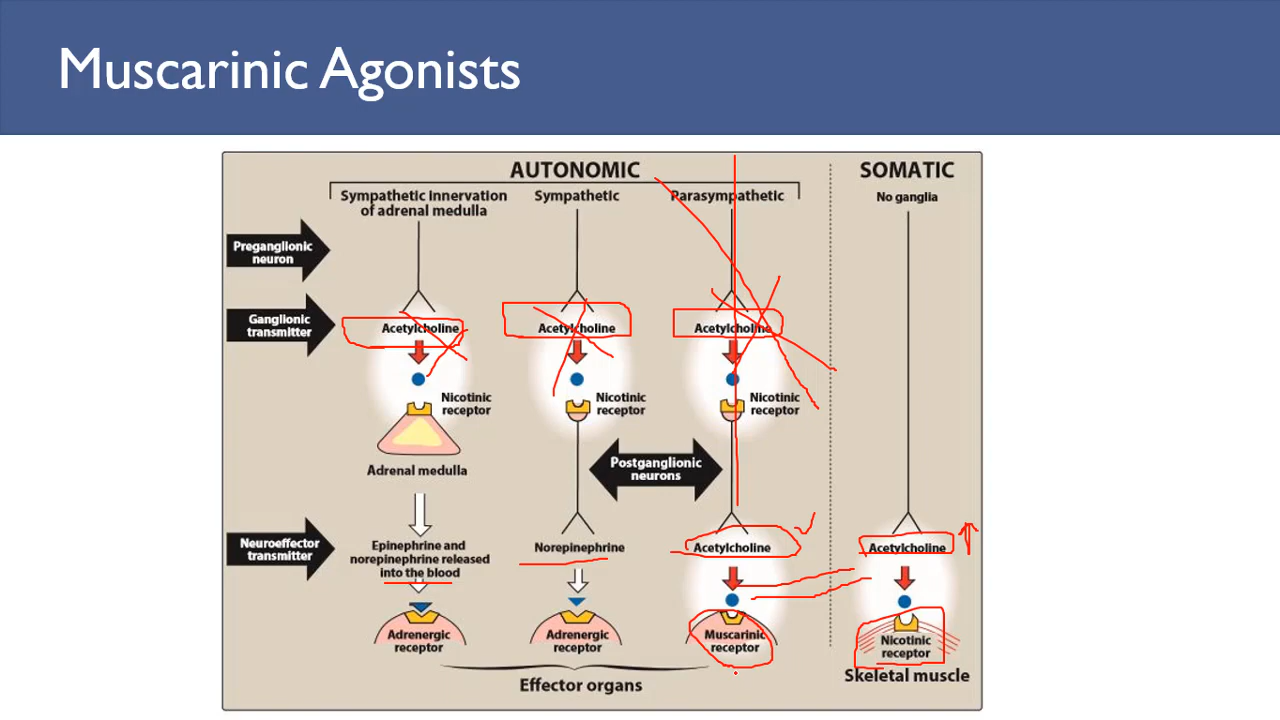 Muscarinic Agonists
AUTONOMIC
SOMATIC
Sympathetic innervation
of adrenal medulla
Sympathetic
Parasympathetic
No ganglia
Preganglionic
neuron
Ganglionic
transmitter
Acetylcholine
Acetylcholine
Acetylcholine
Nicotinic
receptor
Nicotinic
receptor
Nicotinic
receptor
Adrenal medulla
Postganglionic
neurons
Neuroeffector
transmitter
Epinephrine and
norepinephrine released
into the blood
Norepinephrine
Acetylcholine
Acetylcholine
Adrenergic
receptor
Adrenergic
receptor
Muscarinic
receptor
Nicotinic
receptor
Skeletal muscle
Effector organs